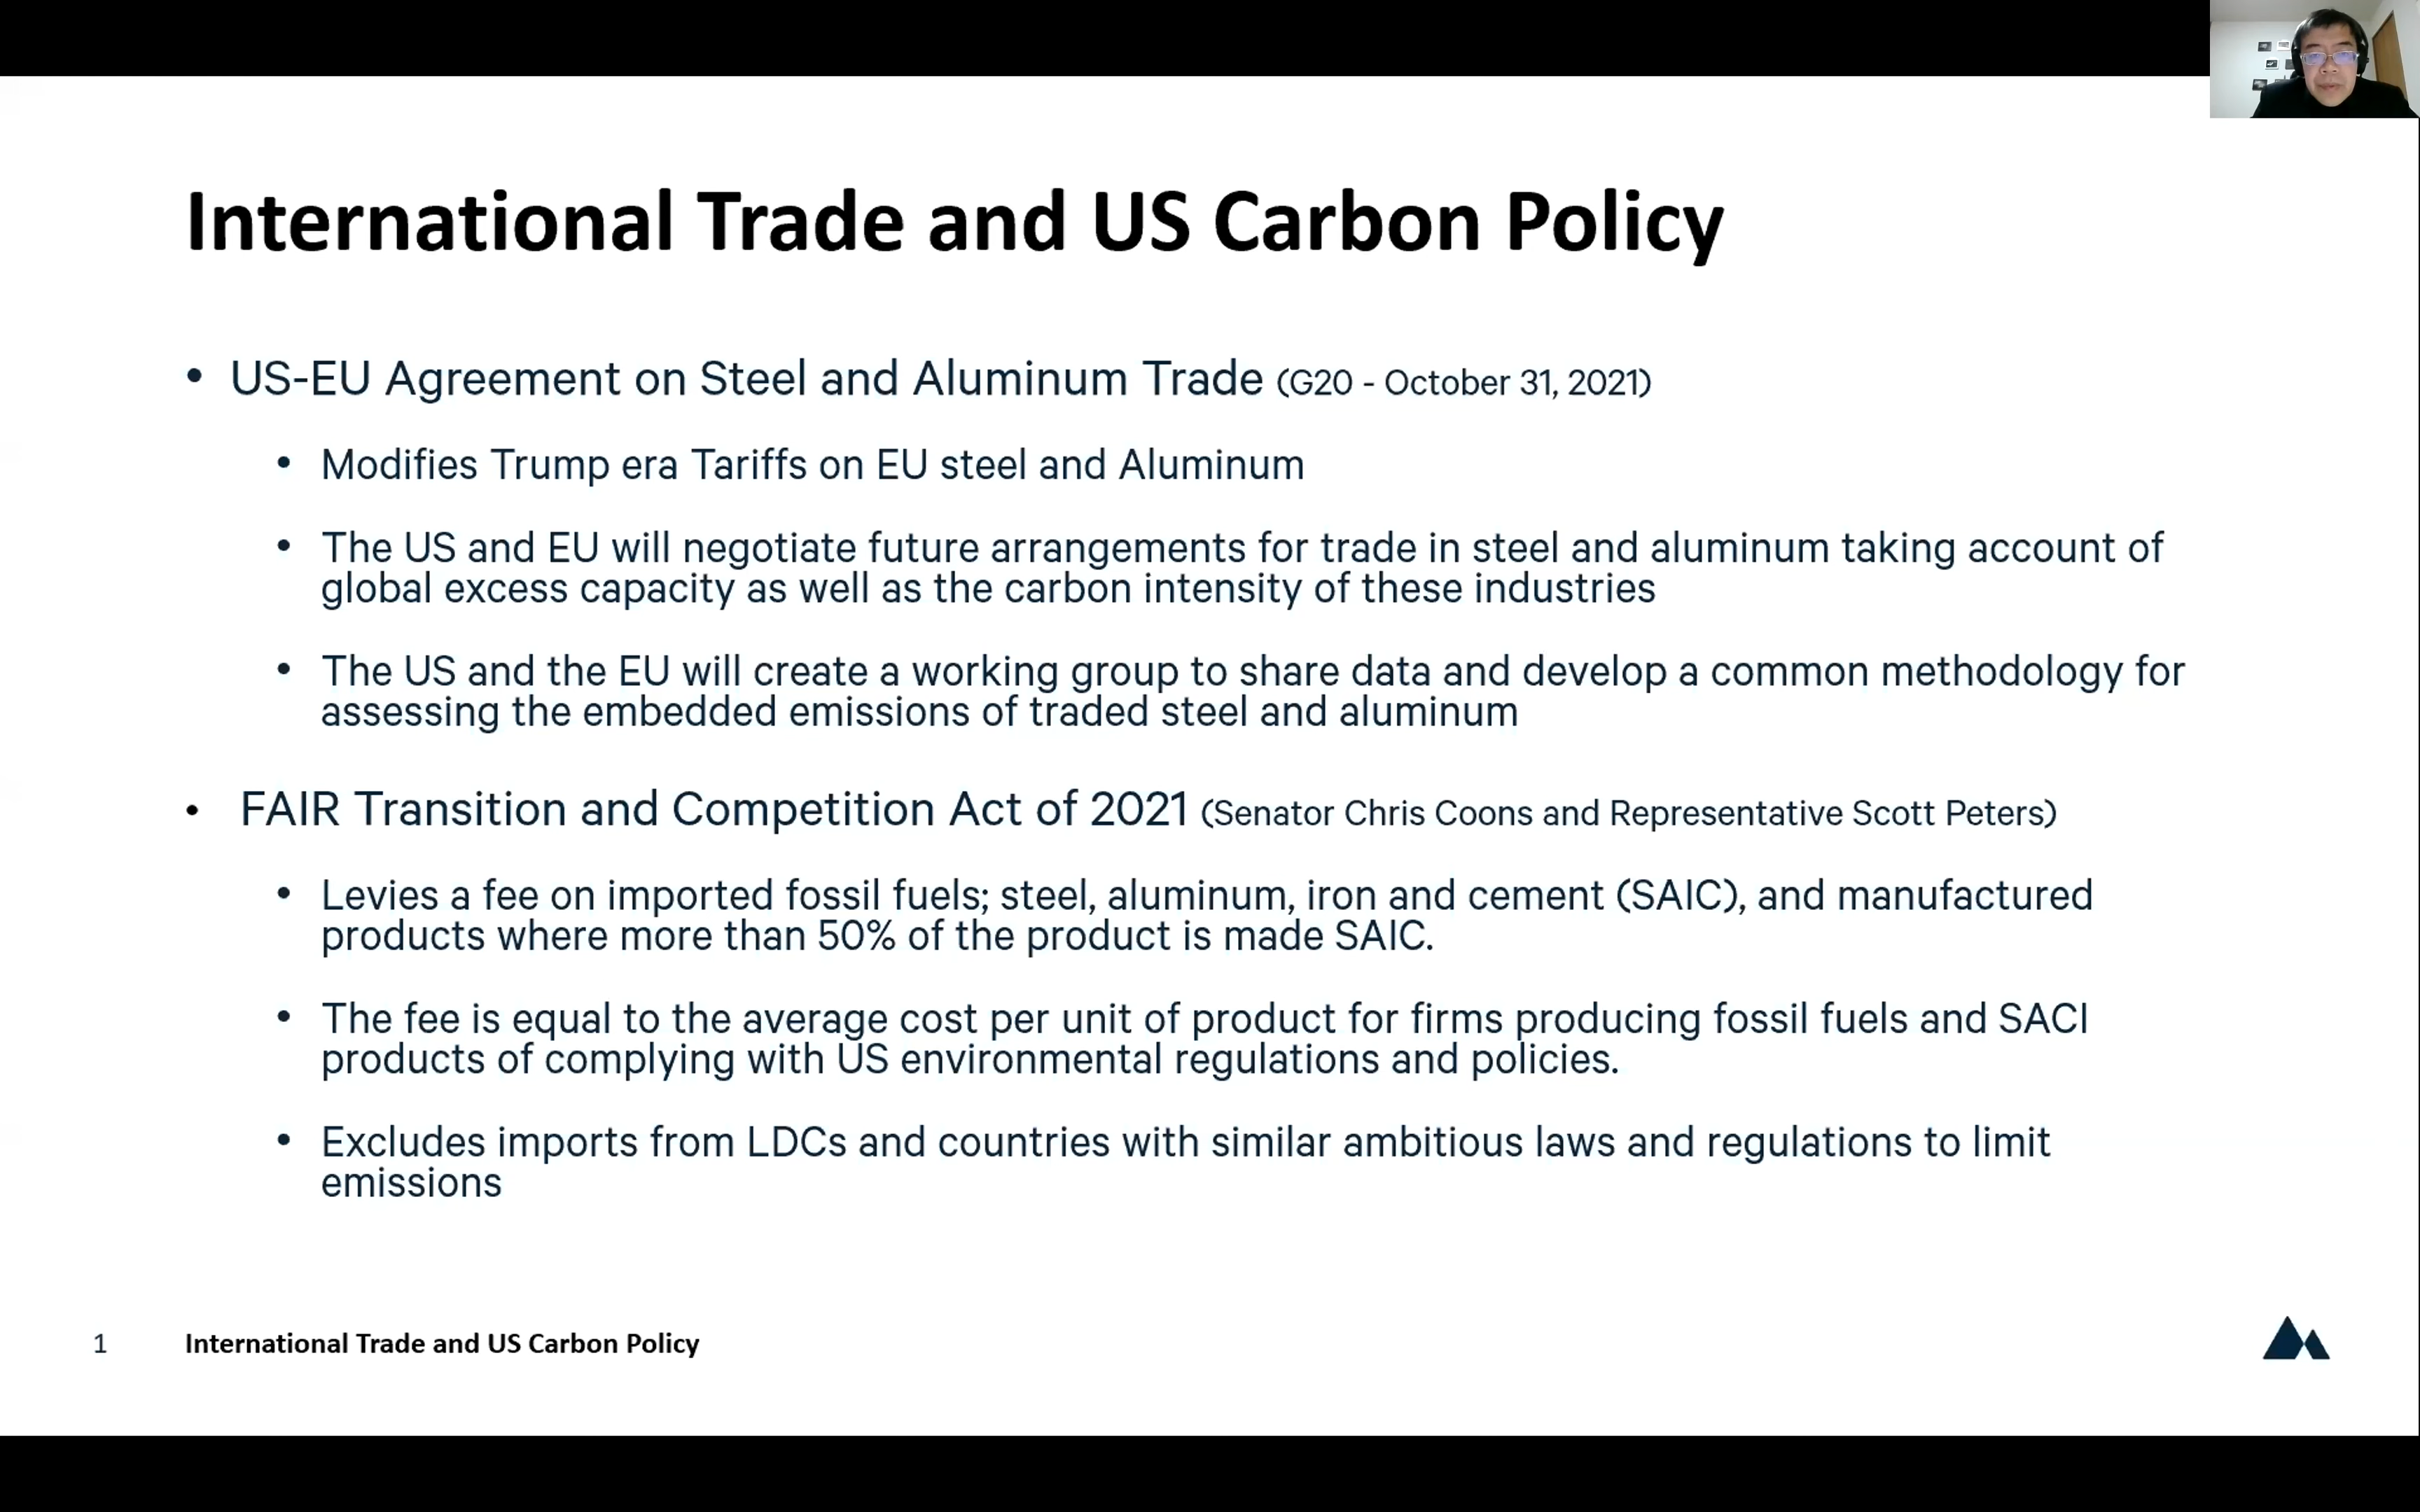 International Trade and US Carbon Policy
• US-EU Agreement on Steel and Aluminum Trade (G20 - October 31, 2021)
• Modifies Trump era Tariffs on EU steel and Aluminum
• The US and EU will negotiate future arrangements for trade in steel and aluminum taking account of
global excess capacity as well as the carbon intensity of these industries
• The US and the EU will create a working group to share data and develop a common methodology for
assessing the embedded emissions of traded steel and aluminum
• FAIR Transition and Competition Act of 2021 (Senator Chris Coons and Representative Scott Peters)
• Levies a fee on imported fossil fuels; steel, aluminum, iron and cement (SAIC), and manufactured
products where more than 50% of the product is made SAIC.
• The fee is equal to the average cost per unit of product for firms producing fossil fuels and SACI
products of complying with US environmental regulations and policies.
• Excludes imports from LDCs and countries with similar ambitious laws and regulations to limit
emissions
1 International Trade and US Carbon Policy